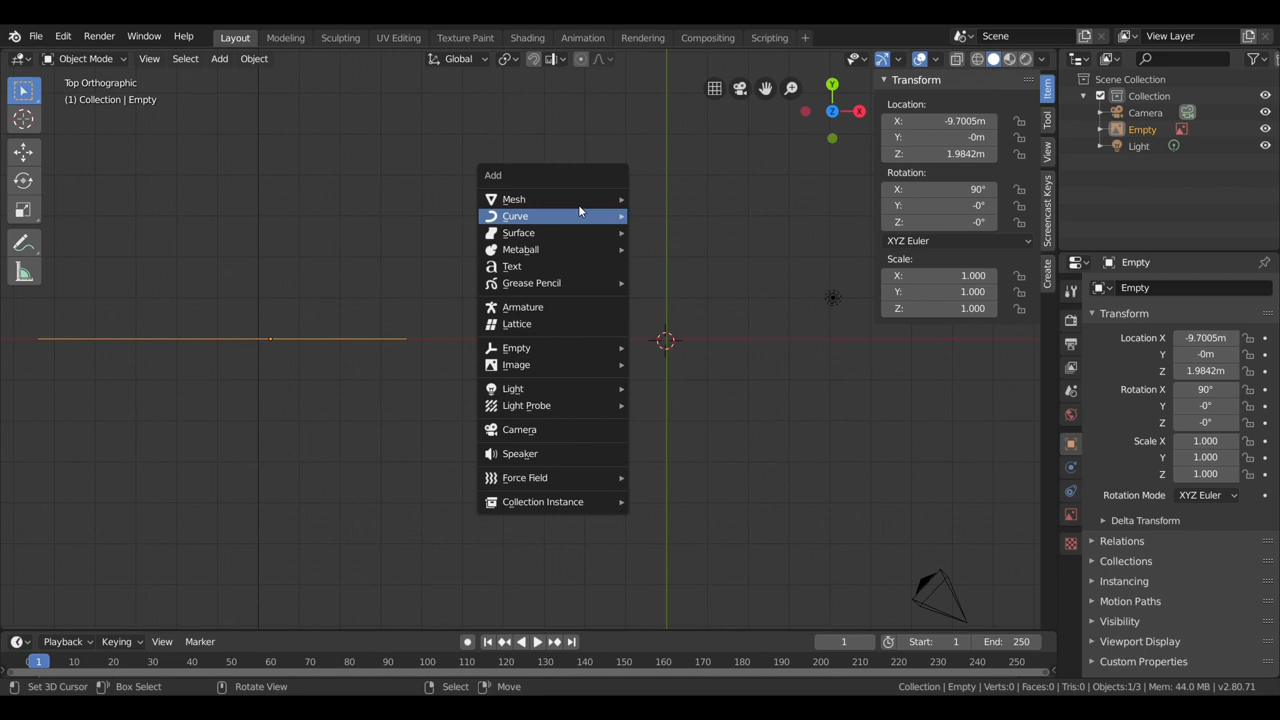 File Edit Render Window Help Layout Modeling Sculpting UV Editing Texture Paint Shading Animation Rendering Compositing Scripting + Scene View Layer
Object Mode View Select Add Object Global
Top Orthographic
(1) Collection | Empty
Add
Mesh
Curve
Surface
Metaball
Text
Grease Pencil
Armature
Lattice
Empty
Image
Light
Light Probe
Camera
Speaker
Force Field
Collection Instance
Y
Z X
Transform
Location:
X: -9.7005m
Y: -0m
Z: 1.9842m
Rotation:
X: 90°
Y: -0°
Z: -0°
XYZ Euler
Scale:
X: 1.000
Y: 1.000
Z: 1.000
Item
Tool
View
Screencast Keys
Create
Scene Collection
Collection
Camera
Empty
Light
Empty
Empty
Transform
Location X -9.7005m
Y -0m
Z 1.9842m
Rotation X 90°
Y -0°
Z -0°
Scale X 1.000
Y 1.000
Z 1.000
Rotation Mode XYZ Euler
Delta Transform
Relations
Collections
Instancing
Motion Paths
Visibility
Viewport Display
Custom Properties
Playback Keying View Marker 1 Start: 1 End: 250
0 1 10 20 30 40 50 60 70 80 90 100 110 120 130 140 150 160 170 180 190 200 210 220 230 240 250
Set 3D Cursor Box Select Rotate View Select Move Collection | Empty | Verts:0 | Faces:0 | Tris:0 | Objects:1/3 | Mem: 44.0 MB | v2.80.71